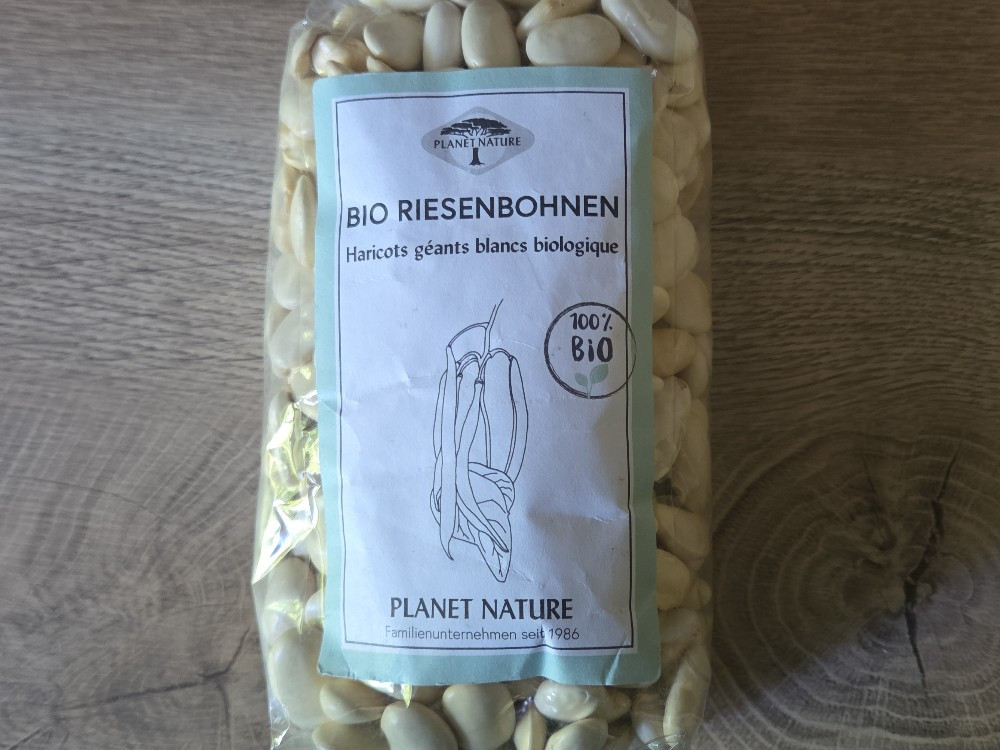 PLANET NATURE
BIO RIESENBOHNEN
Haricots géants blancs biologique
100%
BiO
PLANET NATURE
Familienunternehmen seit 1986